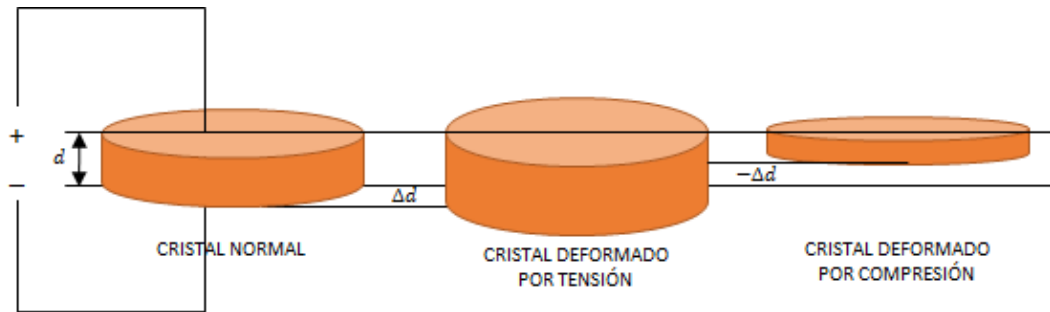 +
d
−
Δd
−Δd
CRISTAL NORMAL
CRISTAL DEFORMADO
POR TENSIÓN
CRISTAL DEFORMADO
POR COMPRESIÓN